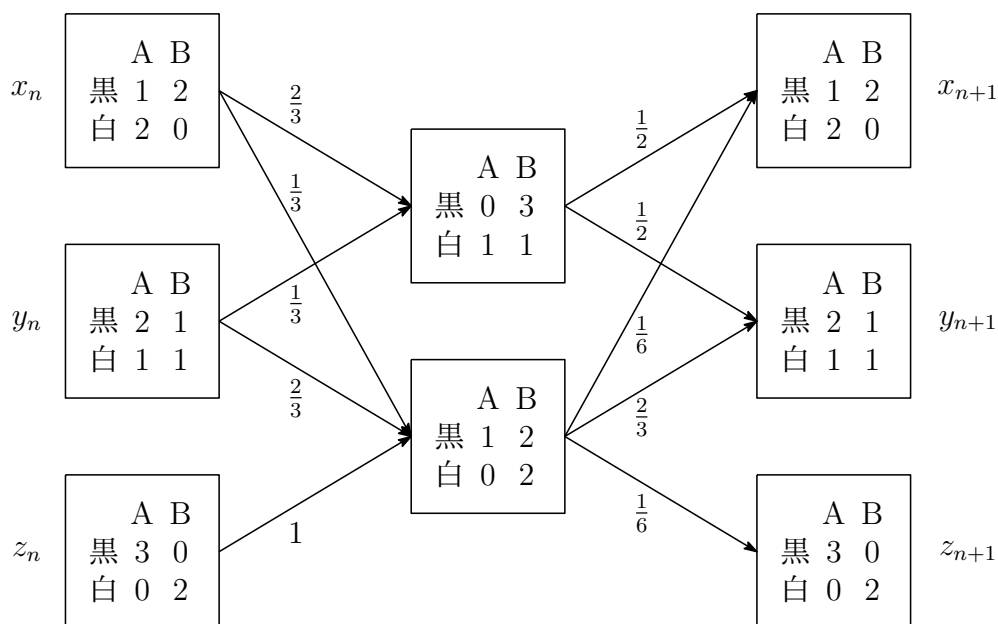 A B
黒 1 2
白 2 0
x_n
2/3
1/3
A B
黒 2 1
白 1 1
y_n
1/3
2/3
A B
黒 3 0
白 0 2
z_n
1
A B
黒 0 3
白 1 1
1/2
1/2
A B
黒 1 2
白 0 2
1/6
2/3
1/6
A B
黒 1 2
白 2 0
x_{n+1}
A B
黒 2 1
白 1 1
y_{n+1}
A B
黒 3 0
白 0 2
z_{n+1}